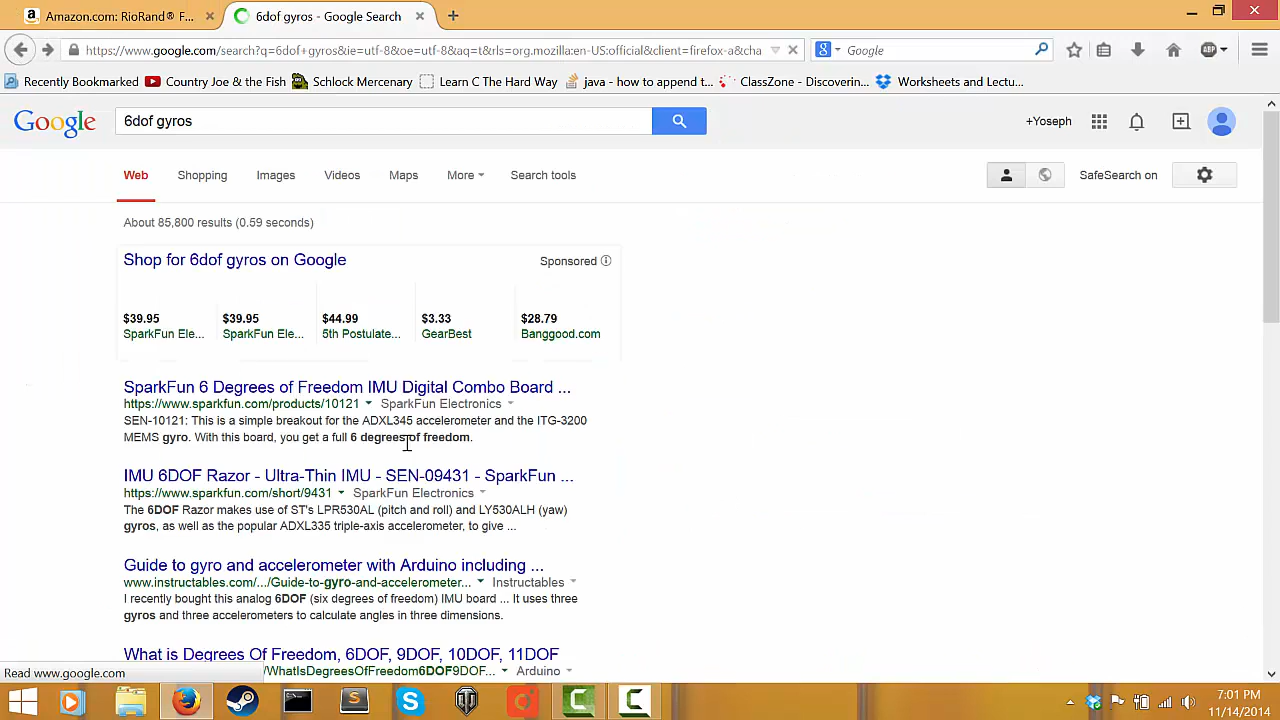 Amazon.com: RioRand® F... × 6dof gyros - Google Search × +
https://www.google.com/search?q=6dof+gyros&ie=utf-8&oe=utf-8&aq=t&rls=org.mozilla:en-US:official&client=firefox-a&cha
Google
ABP
Recently Bookmarked Country Joe & the Fish Schlock Mercenary Learn C The Hard Way java - how to append t... ClassZone - Discoverin... Worksheets and Lectu...
Google 6dof gyros +Yoseph
Web Shopping Images Videos Maps More Search tools SafeSearch on
About 85,800 results (0.59 seconds)
Shop for 6dof gyros on Google Sponsored
$39.95 $39.95 $44.99 $3.33 $28.79
SparkFun Ele... SparkFun Ele... 5th Postulate... GearBest Banggood.com
SparkFun 6 Degrees of Freedom IMU Digital Combo Board ...
https://www.sparkfun.com/products/10121 SparkFun Electronics
SEN-10121: This is a simple breakout for the ADXL345 accelerometer and the ITG-3200
MEMS gyro. With this board, you get a full 6 degrees of freedom.
IMU 6DOF Razor - Ultra-Thin IMU - SEN-09431 - SparkFun ...
https://www.sparkfun.com/short/9431 SparkFun Electronics
The 6DOF Razor makes use of ST's LPR530AL (pitch and roll) and LY530ALH (yaw)
gyros, as well as the popular ADXL335 triple-axis accelerometer, to give ...
Guide to gyro and accelerometer with Arduino including ...
www.instructables.com/.../Guide-to-gyro-and-accelerometer... Instructables
I recently bought this analog 6DOF (six degrees of freedom) IMU board ... It uses three
gyros and three accelerometers to calculate angles in three dimensions.
What is Degrees Of Freedom, 6DOF, 9DOF, 10DOF, 11DOF
/WhatIsDegreesOfFreedom6DOF9DOF... Arduino
Read www.google.com
7:01 PM
11/14/2014